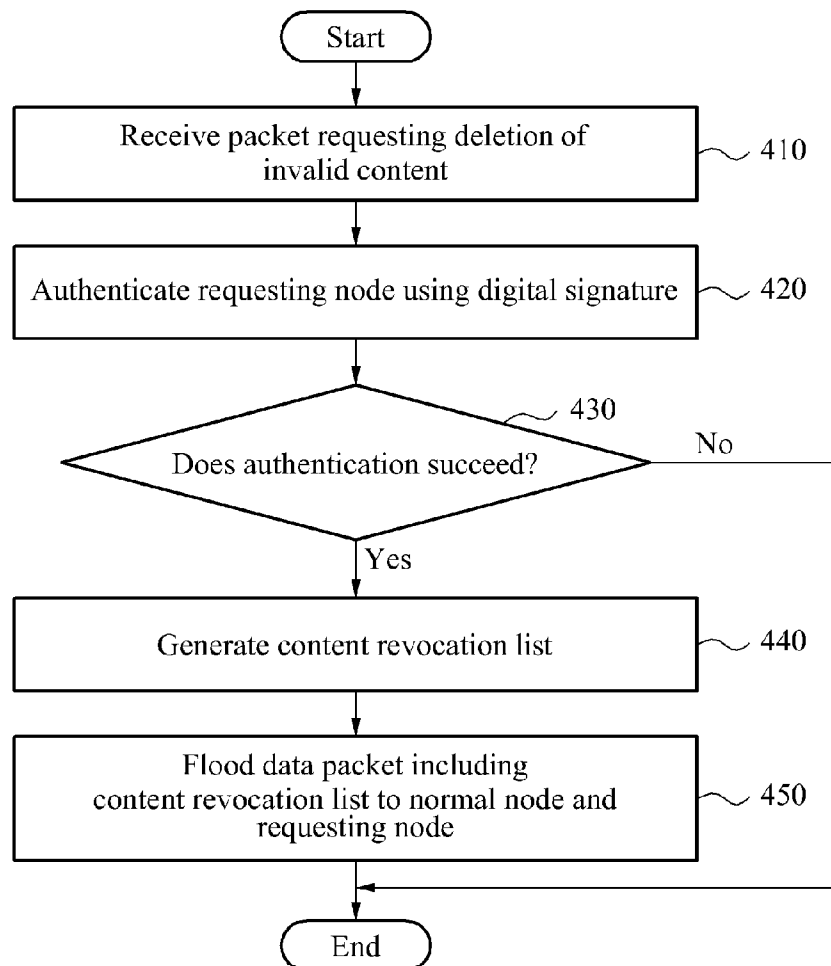 Start
Receive packet requesting deletion of
invalid content
410
Authenticate requesting node using digital signature
420
430
Does authentication succeed?
No
Yes
Generate content revocation list
440
Flood data packet including
content revocation list to normal node and
requesting node
450
End